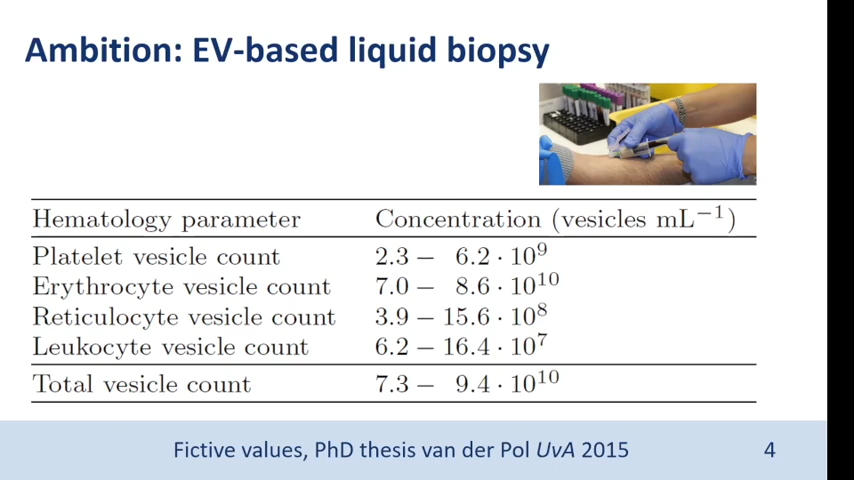 Ambition: EV-based liquid biopsy
Hematology parameter Concentration (vesicles mL⁻¹)
Platelet vesicle count 2.3 – 6.2 · 10⁹
Erythrocyte vesicle count 7.0 – 8.6 · 10¹⁰
Reticulocyte vesicle count 3.9 – 15.6 · 10⁸
Leukocyte vesicle count 6.2 – 16.4 · 10⁷
Total vesicle count 7.3 – 9.4 · 10¹⁰
Fictive values, PhD thesis van der Pol UvA 2015 4